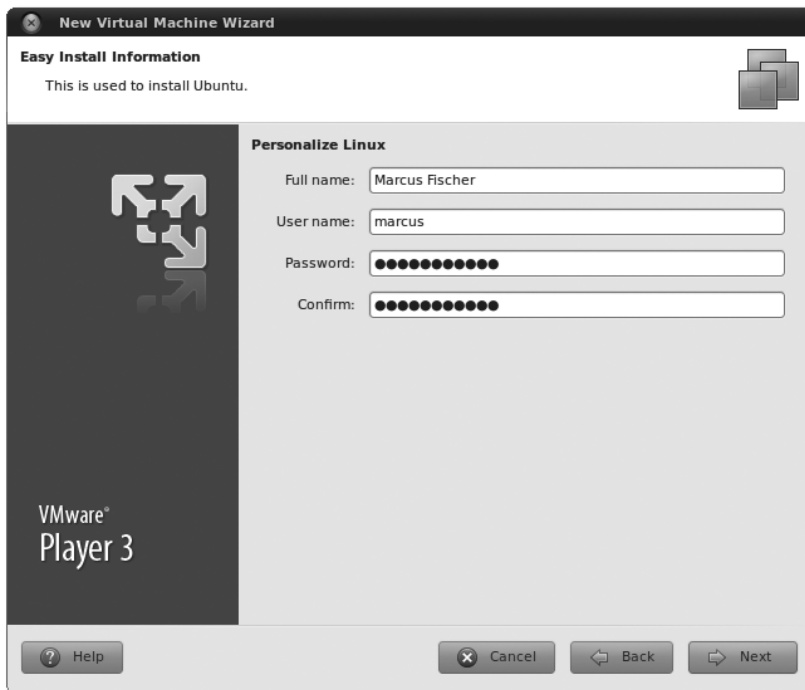 New Virtual Machine Wizard
Easy Install Information
This is used to install Ubuntu.
Personalize Linux
Full name: Marcus Fischer
User name: marcus
Password: ●●●●●●●●●●●
Confirm: ●●●●●●●●●●●
VMware®
Player 3
Help
Cancel
Back
Next